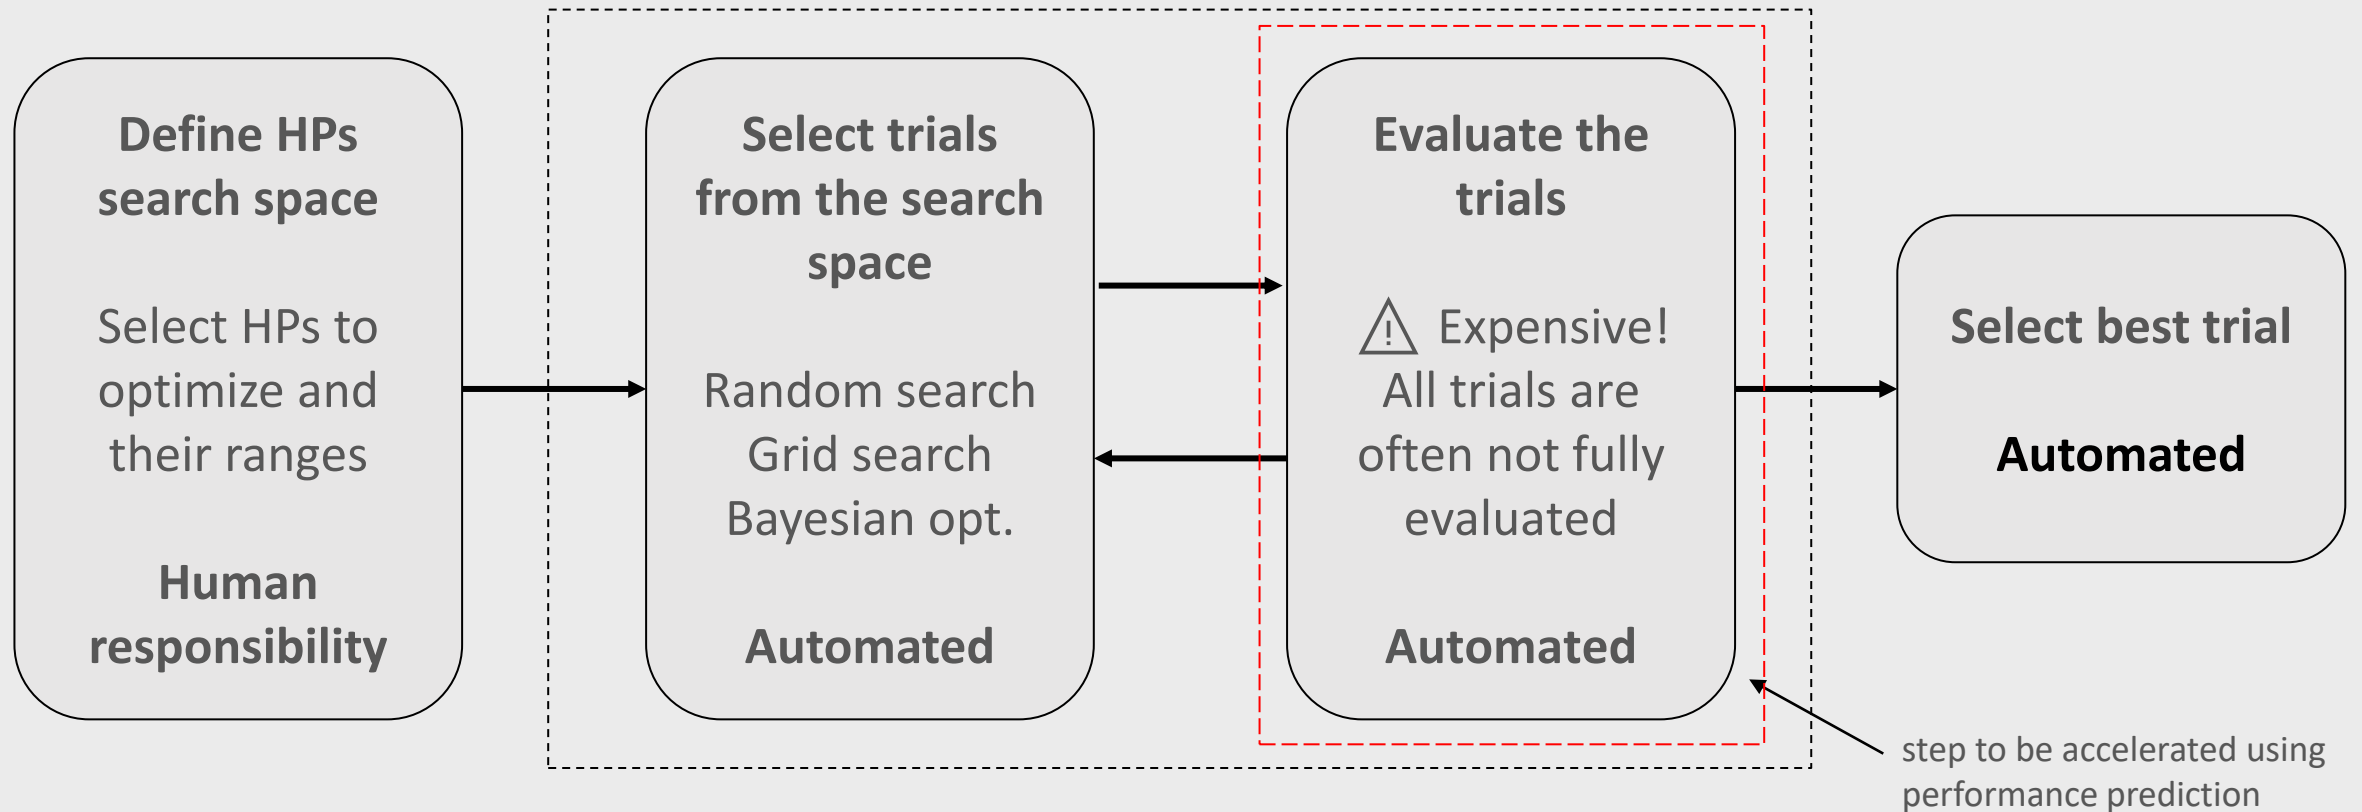 Define HPs
search space
Select HPs to
optimize and
their ranges
Human
responsibility
Select trials
from the search
space
Random search
Grid search
Bayesian opt.
Automated
Evaluate the
trials
! Expensive!
All trials are
often not fully
evaluated
Automated
Select best trial
Automated
step to be accelerated using
performance prediction